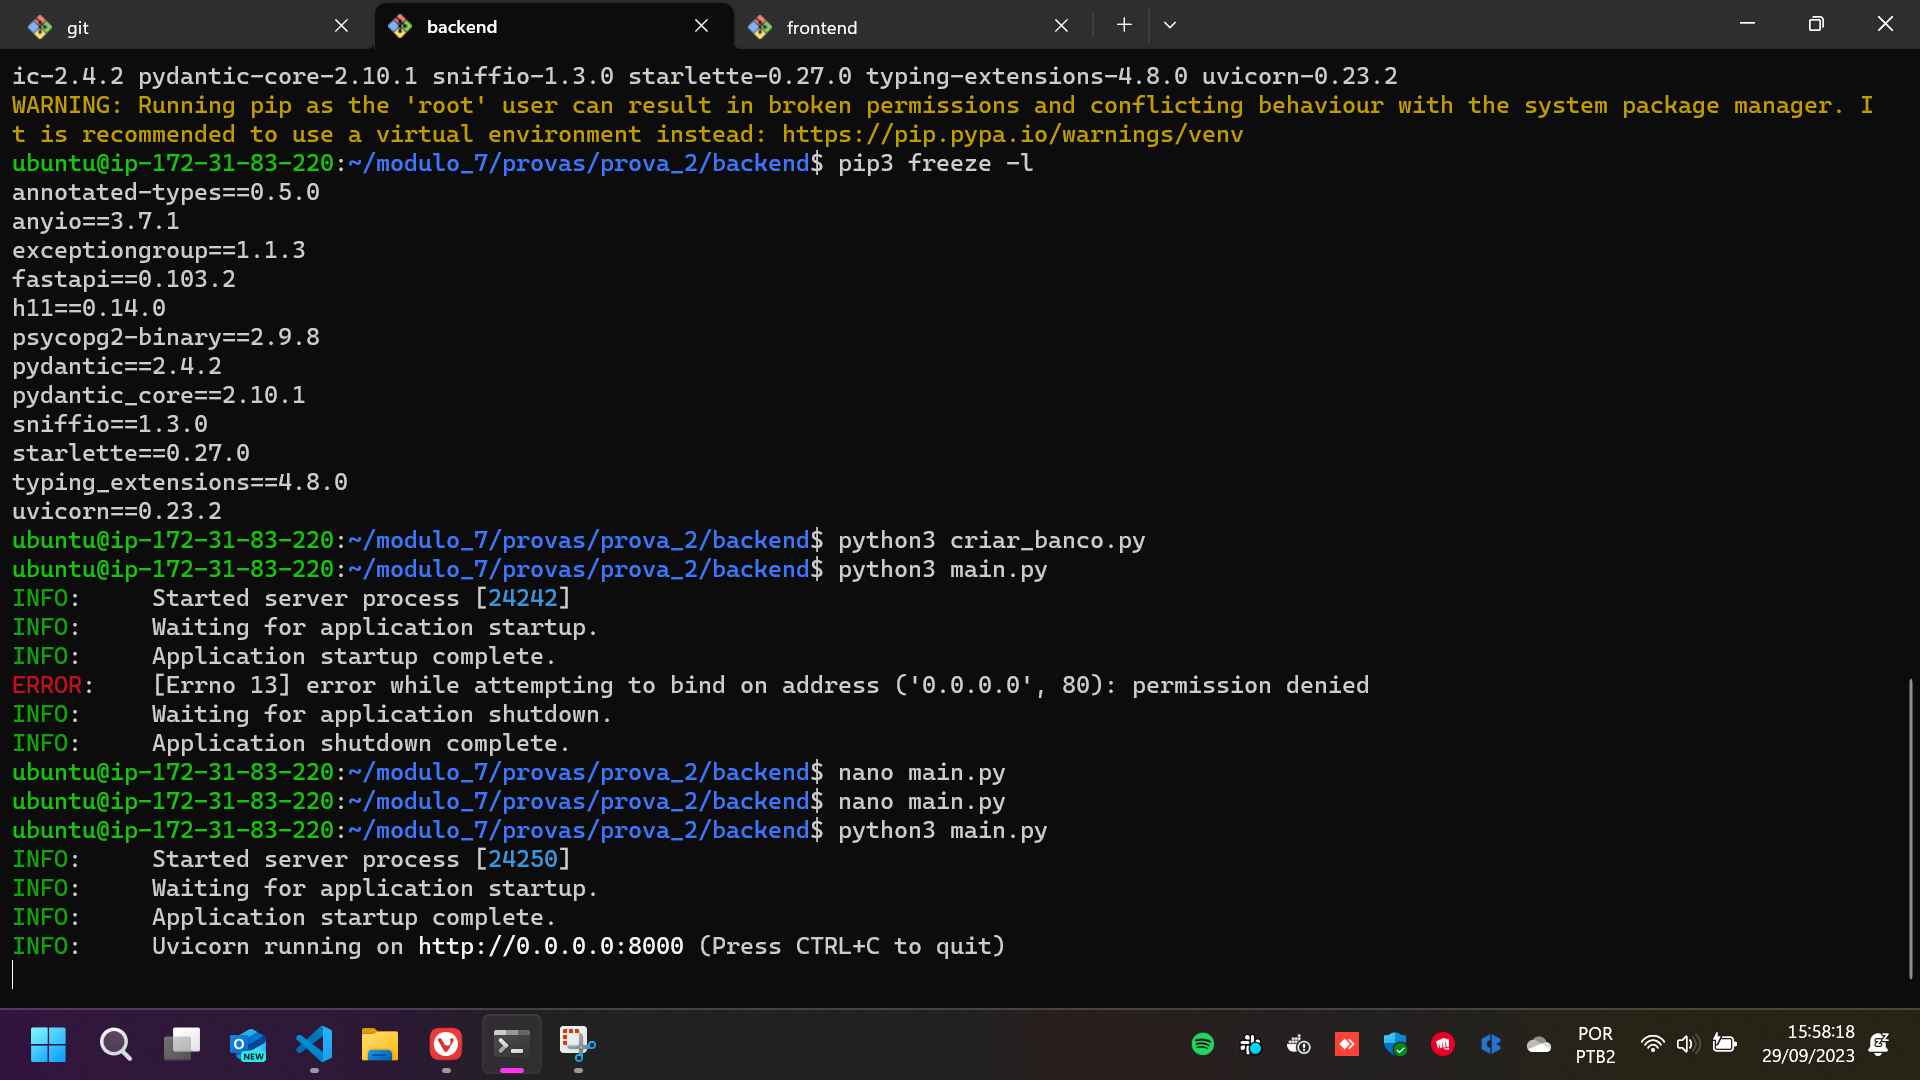 git
backend
frontend
ic-2.4.2 pydantic-core-2.10.1 sniffio-1.3.0 starlette-0.27.0 typing-extensions-4.8.0 uvicorn-0.23.2
WARNING: Running pip as the 'root' user can result in broken permissions and conflicting behaviour with the system package manager. I
t is recommended to use a virtual environment instead: https://pip.pypa.io/warnings/venv
ubuntu@ip-172-31-83-220:~/modulo_7/provas/prova_2/backend$ pip3 freeze -l
annotated-types==0.5.0
anyio==3.7.1
exceptiongroup==1.1.3
fastapi==0.103.2
h11==0.14.0
psycopg2-binary==2.9.8
pydantic==2.4.2
pydantic_core==2.10.1
sniffio==1.3.0
starlette==0.27.0
typing_extensions==4.8.0
uvicorn==0.23.2
ubuntu@ip-172-31-83-220:~/modulo_7/provas/prova_2/backend$ python3 criar_banco.py
ubuntu@ip-172-31-83-220:~/modulo_7/provas/prova_2/backend$ python3 main.py
INFO:     Started server process [24242]
INFO:     Waiting for application startup.
INFO:     Application startup complete.
ERROR:    [Errno 13] error while attempting to bind on address ('0.0.0.0', 80): permission denied
INFO:     Waiting for application shutdown.
INFO:     Application shutdown complete.
ubuntu@ip-172-31-83-220:~/modulo_7/provas/prova_2/backend$ nano main.py
ubuntu@ip-172-31-83-220:~/modulo_7/provas/prova_2/backend$ nano main.py
ubuntu@ip-172-31-83-220:~/modulo_7/provas/prova_2/backend$ python3 main.py
INFO:     Started server process [24250]
INFO:     Waiting for application startup.
INFO:     Application startup complete.
INFO:     Uvicorn running on http://0.0.0.0:8000 (Press CTRL+C to quit)
NEW
POR
PTB2
15:58:18
29/09/2023